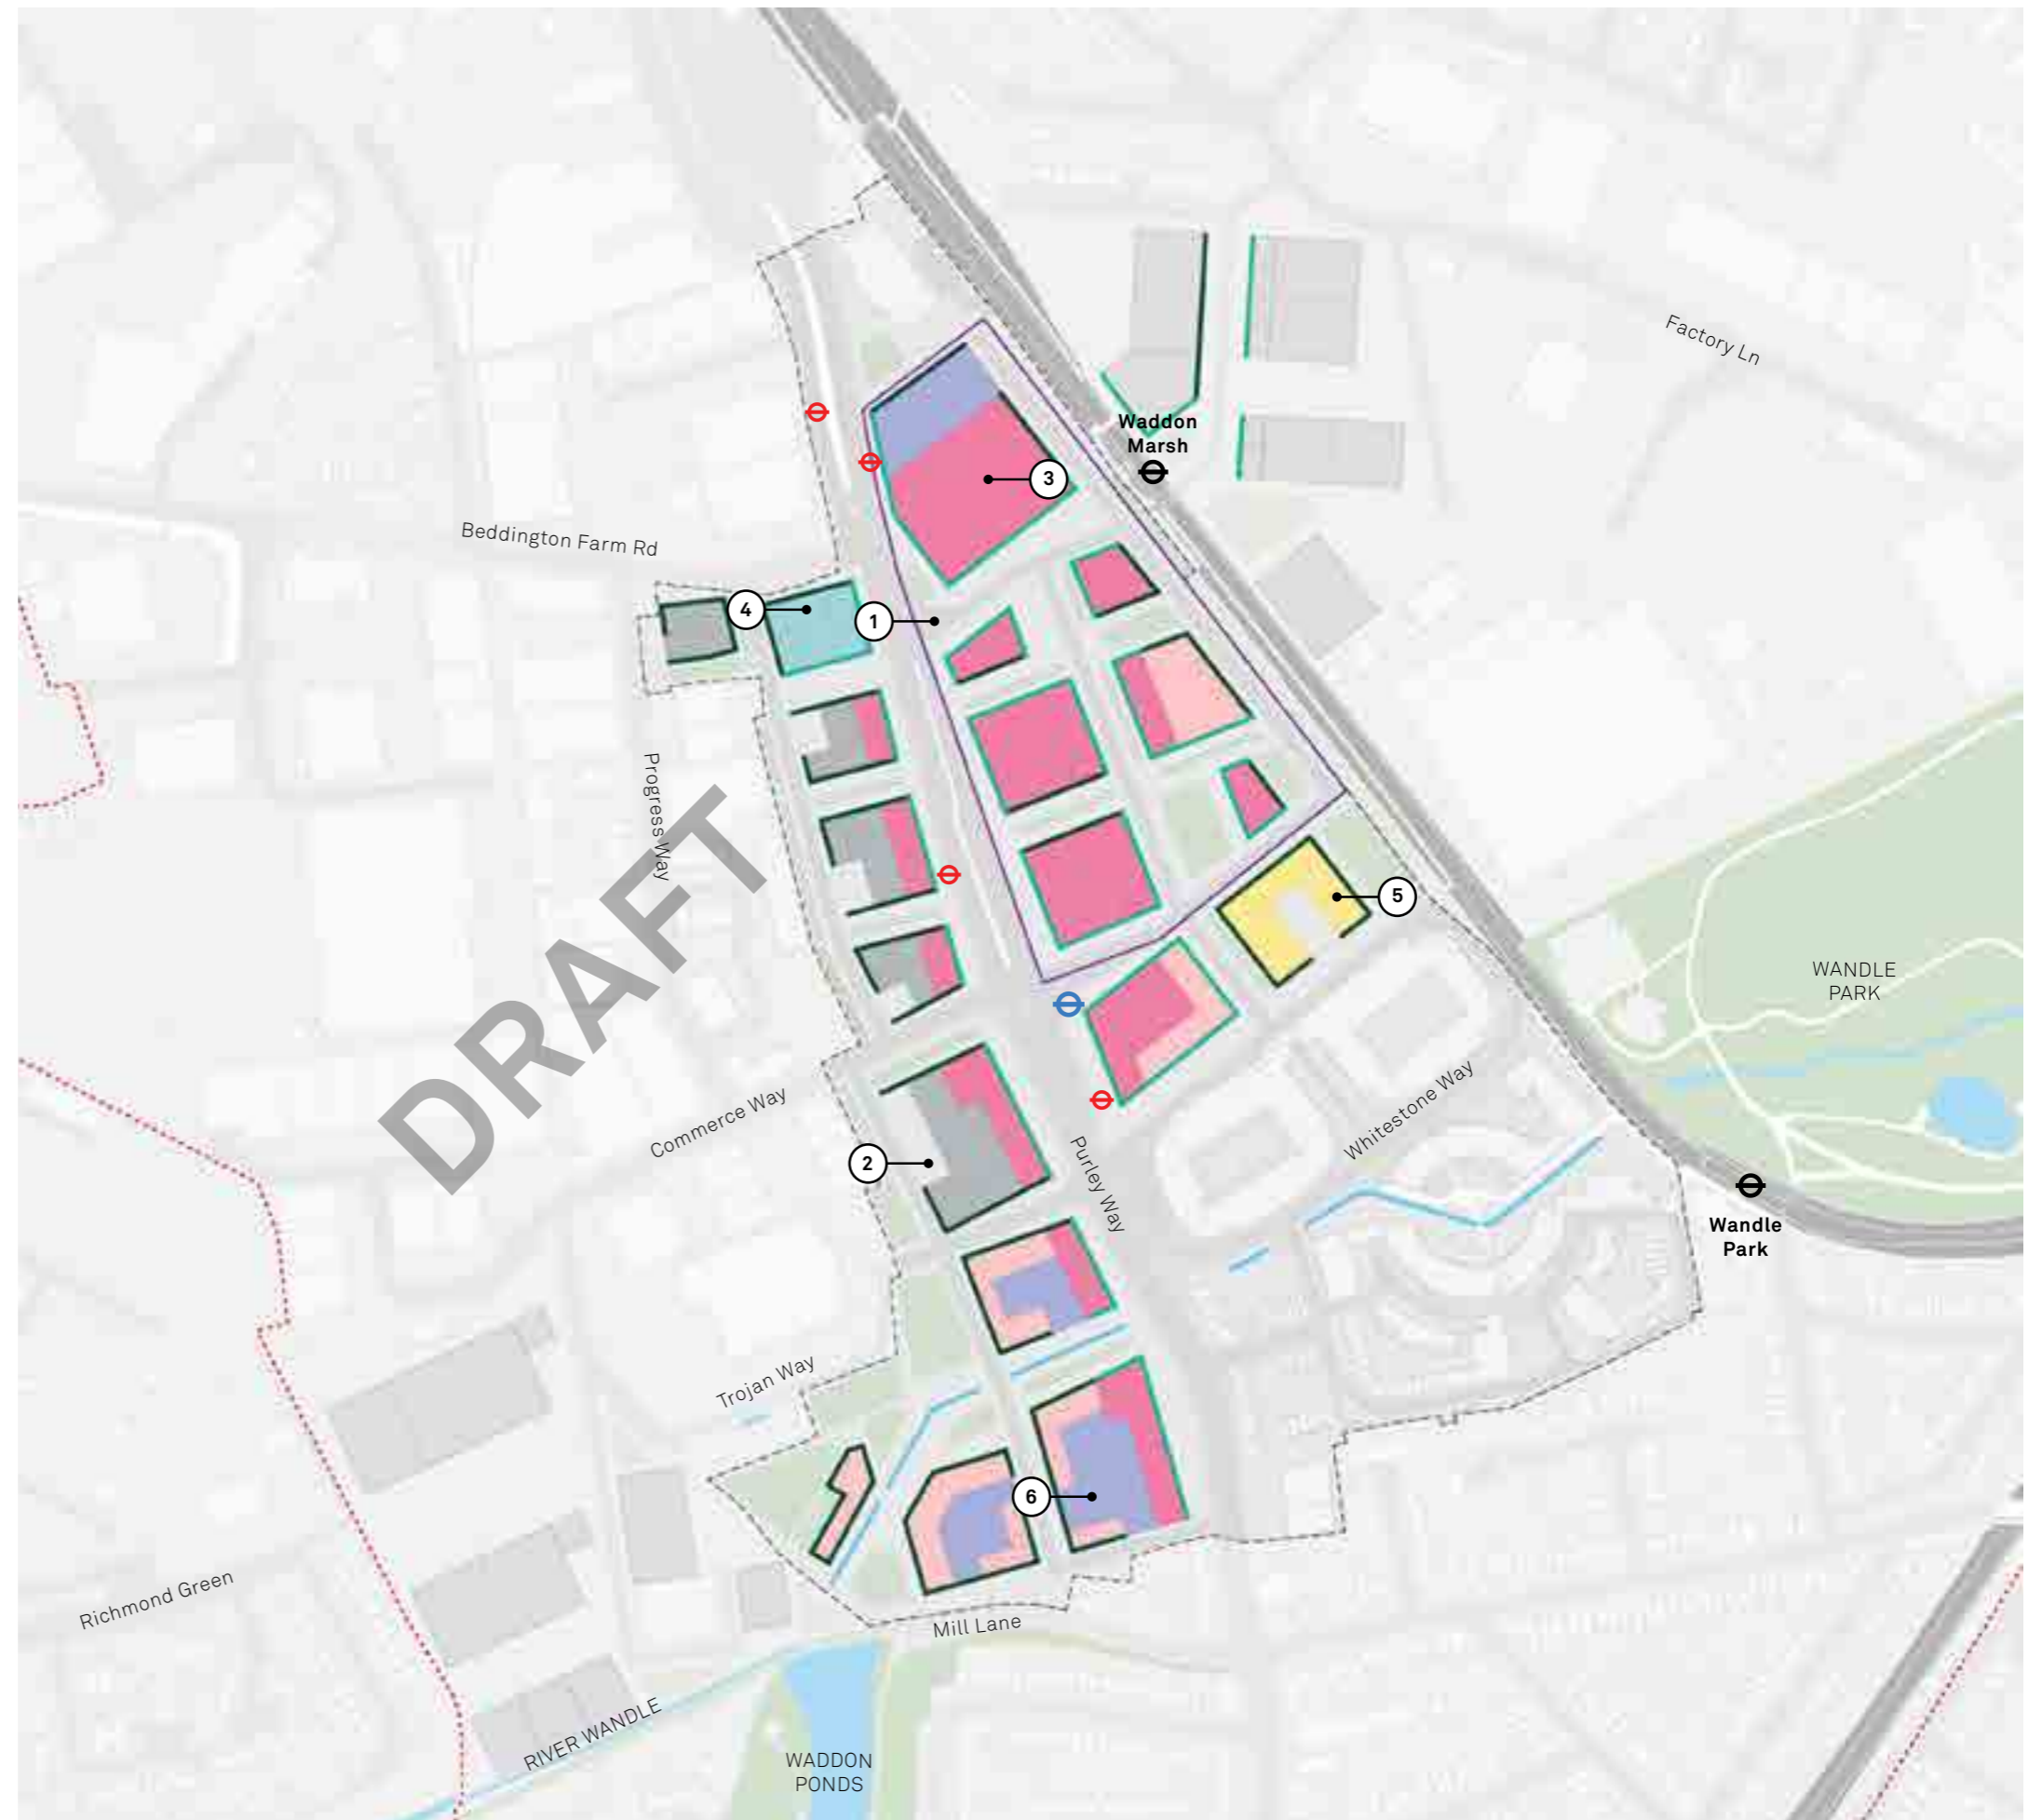 Factory Ln
Waddon
Marsh
3
Beddington Farm Rd
4
1
Progress Way
DRAFT
5
WANDLE
PARK
Commerce Way
Whitestone Way
2
Purley Way
Wandle
Park
Trojan Way
6
Richmond Green
Mill Lane
RIVER WANDLE
WADDON
PONDS